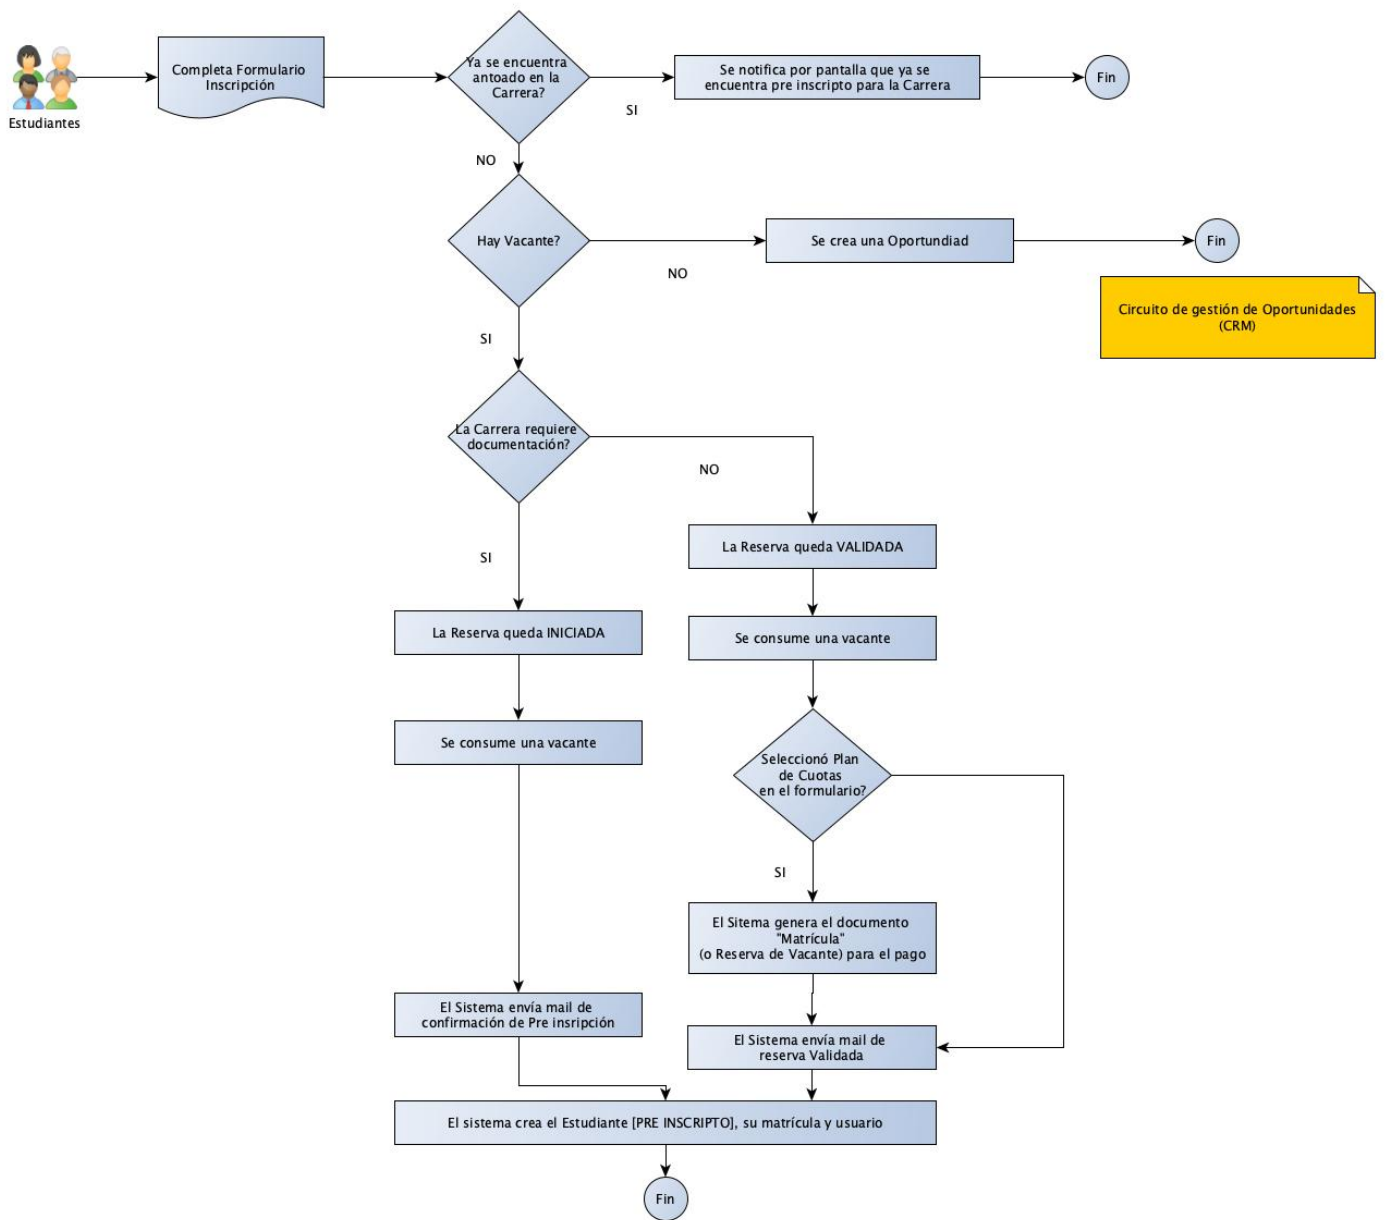 Estudiantes
Completa Formulario
Inscripción
Ya se encuentra
antoado en la
Carrera?
SI
Se notifica por pantalla que ya se
encuentra pre inscripto para la Carrera
Fin
NO
Hay Vacante?
NO
Se crea una Oportundiad
Fin
Circuito de gestión de Oportunidades
(CRM)
SI
La Carrera requiere
documentación?
NO
SI
La Reserva queda VALIDADA
La Reserva queda INICIADA
Se consume una vacante
Se consume una vacante
Seleccionó Plan
de Cuotas
en el formulario?
SI
El Sitema genera el documento
"Matrícula"
(o Reserva de Vacante) para el pago
El Sistema envía mail de
confirmación de Pre insripción
El Sistema envía mail de
reserva Validada
El sistema crea el Estudiante [PRE INSCRIPTO], su matrícula y usuario
Fin